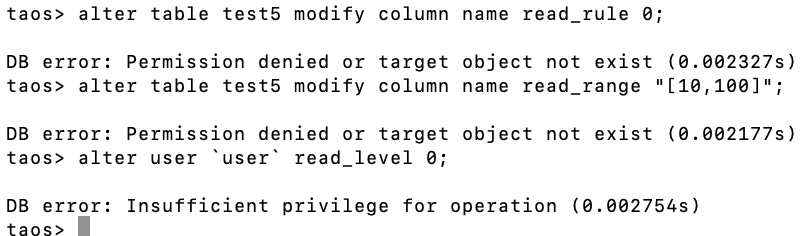 taos> alter table test5 modify column name read_rule 0;
DB error: Permission denied or target object not exist (0.002327s)
taos> alter table test5 modify column name read_range "[10,100]";
DB error: Permission denied or target object not exist (0.002177s)
taos> alter user `user` read_level 0;
DB error: Insufficient privilege for operation (0.002754s)
taos>